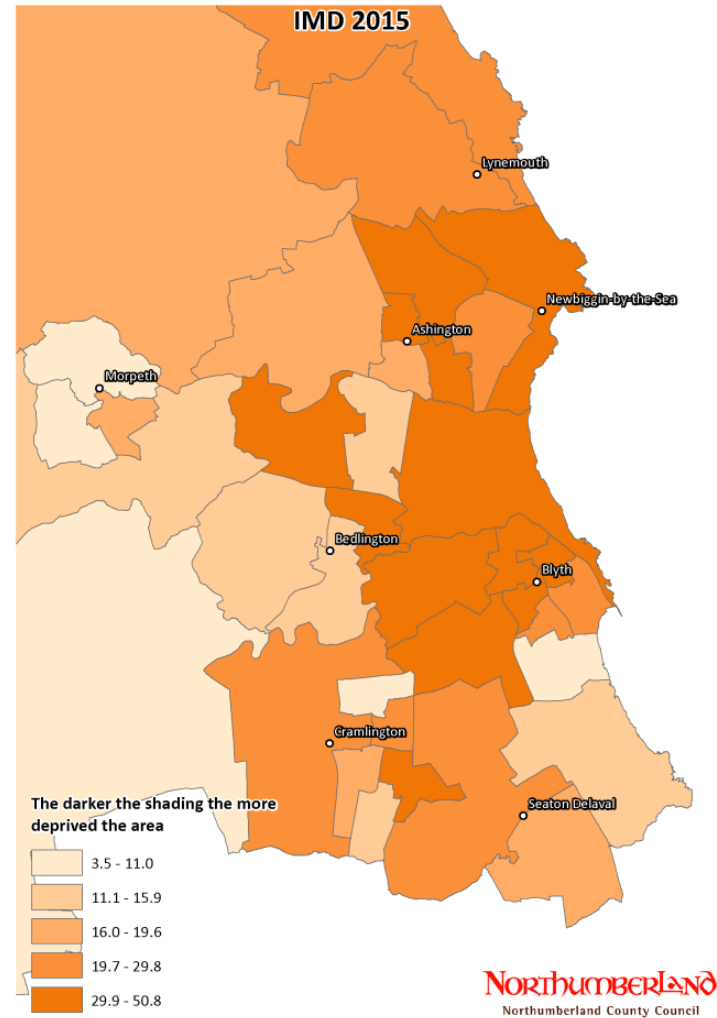 IMD 2015
Lynemouth
Newbiggin-by-the-Sea
Ashington
Morpeth
Bedlington
Blyth
Cramlington
Seaton Delaval
The darker the shading the more
deprived the area
3.5 - 11.0
11.1 - 15.9
16.0 - 19.6
19.7 - 29.8
29.9 - 50.8
NORTHUMBERLAND
Northumberland County Council